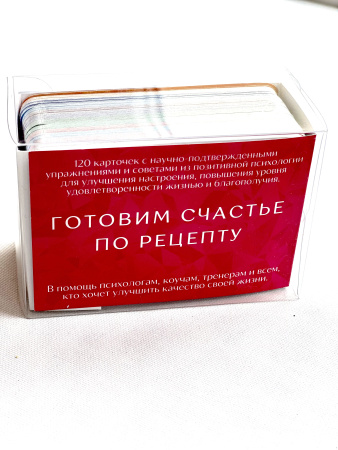 120 карточек с научно-подтвержденными
упражнениями и советами из позитивной психологии
для улучшения настроения, повышения уровня
удовлетворенности жизнью и благополучия.
ГОТОВИМ СЧАСТЬЕ
ПО РЕЦЕПТУ
В помощь психологам, коучам, тренерам и всем,
кто хочет улучшить качество своей жизни.